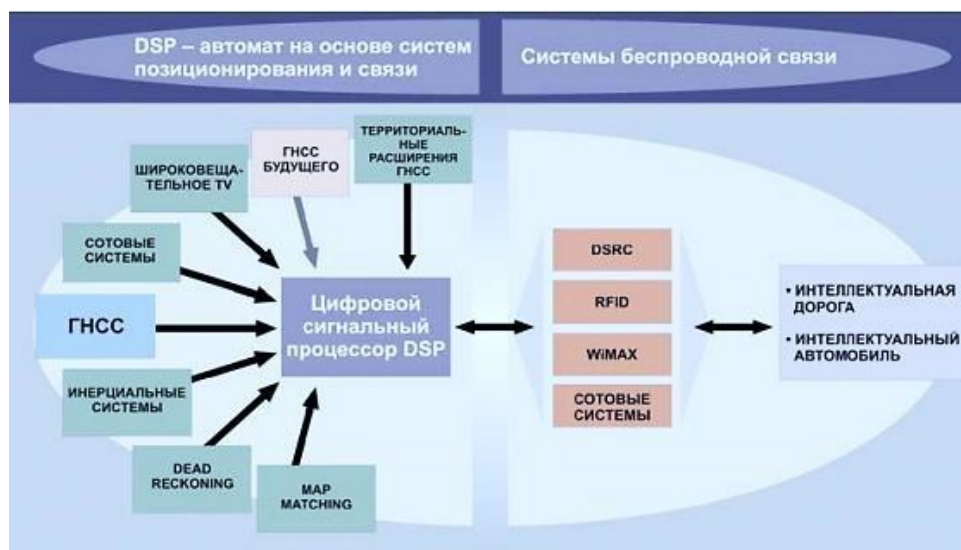 DSP – автомат на основе систем
позиционирования и связи
Системы беспроводной связи
ШИРОКОВЕЩА-
ТЕЛЬНОЕ TV
ГНСС
БУДУЩЕГО
ТЕРРИТОРИАЛЬ-
НЫЕ
РАСШИРЕНИЯ
ГНСС
СОТОВЫЕ
СИСТЕМЫ
ГНСС
ИНЕРЦИАЛЬНЫЕ
СИСТЕМЫ
DEAD
RECKONING
MAP
MATCHING
Цифровой
сигнальный
процессор DSP
DSRC
RFID
WiMAX
СОТОВЫЕ
СИСТЕМЫ
• ИНТЕЛЛЕКТУАЛЬНАЯ
ДОРОГА
• ИНТЕЛЛЕКТУАЛЬНЫЙ
АВТОМОБИЛЬ